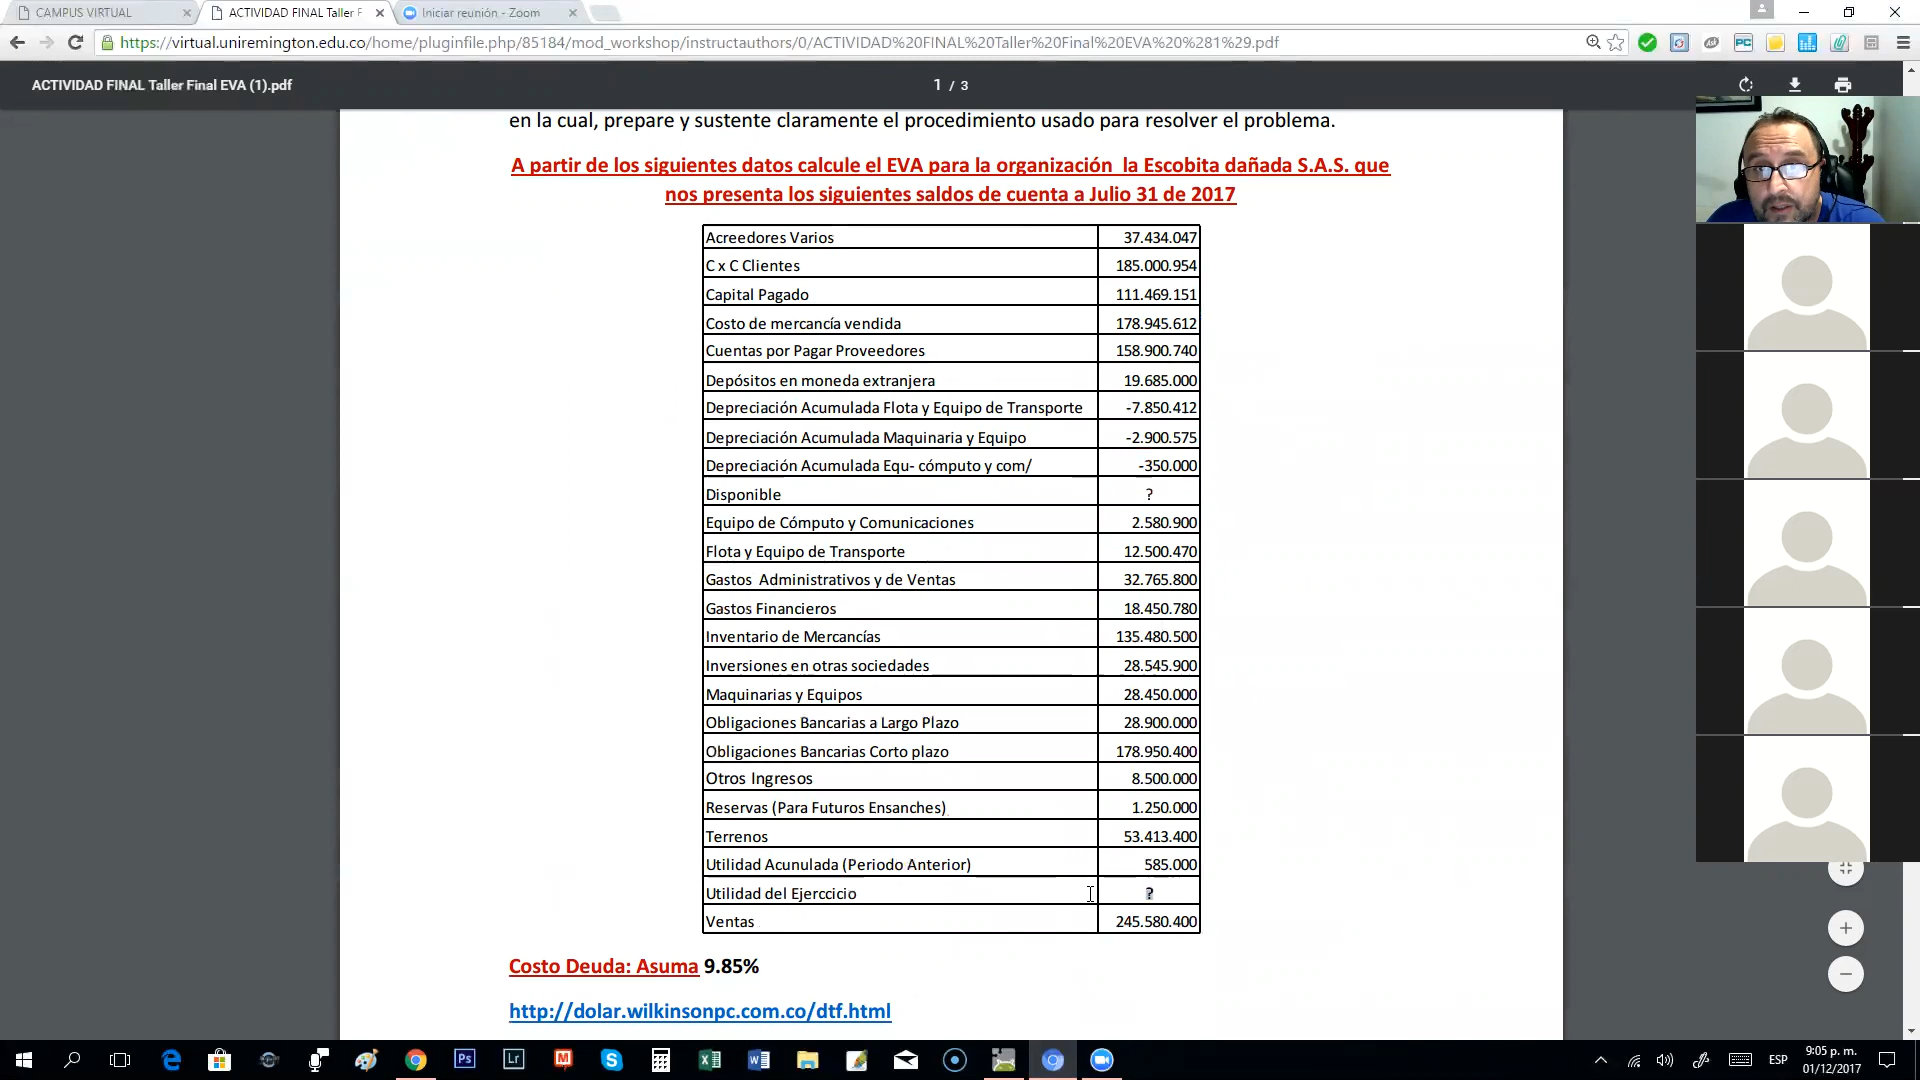 CAMPUS VIRTUAL
ACTIVIDAD FINAL Taller F
Iniciar reunión - Zoom
https://virtual.uniremington.edu.co/home/pluginfile.php/85184/mod_workshop/instructauthors/0/ACTIVIDAD%20FINAL%20Taller%20Final%20EVA%20%281%29.pdf
ACTIVIDAD FINAL Taller Final EVA (1).pdf
1 / 3
en la cual, prepare y sustente claramente el procedimiento usado para resolver el problema.
A partir de los siguientes datos calcule el EVA para la organización la Escobita dañada S.A.S. que
nos presenta los siguientes saldos de cuenta a Julio 31 de 2017
Acreedores Varios 37.434.047
C x C Clientes 185.000.954
Capital Pagado 111.469.151
Costo de mercancía vendida 178.945.612
Cuentas por Pagar Proveedores 158.900.740
Depósitos en moneda extranjera 19.685.000
Depreciación Acumulada Flota y Equipo de Transporte -7.850.412
Depreciación Acumulada Maquinaria y Equipo -2.900.575
Depreciación Acumulada Equ- cómputo y com/ -350.000
Disponible ?
Equipo de Cómputo y Comunicaciones 2.580.900
Flota y Equipo de Transporte 12.500.470
Gastos Administrativos y de Ventas 32.765.800
Gastos Financieros 18.450.780
Inventario de Mercancías 135.480.500
Inversiones en otras sociedades 28.545.900
Maquinarias y Equipos 28.450.000
Obligaciones Bancarias a Largo Plazo 28.900.000
Obligaciones Bancarias Corto plazo 178.950.400
Otros Ingresos 8.500.000
Reservas (Para Futuros Ensanches) 1.250.000
Terrenos 53.413.400
Utilidad Acunulada (Periodo Anterior) 585.000
Utilidad del Ejerccicio ?
Ventas 245.580.400
Costo Deuda: Asuma 9.85%
http://dolar.wilkinsonpc.com.co/dtf.html
ESP
9:05 p. m.
01/12/2017